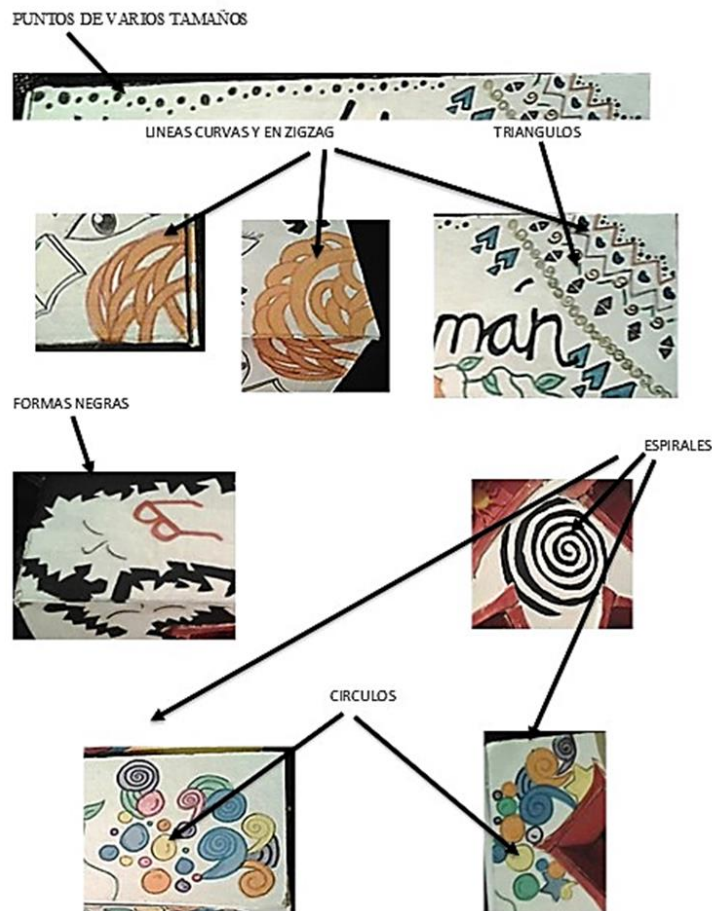 PUNTOS DE VARIOS TAMAÑOS
LINEAS CURVAS Y EN ZIGZAG
TRIANGULOS
man
FORMAS NEGRAS
ESPIRALES
CIRCULOS